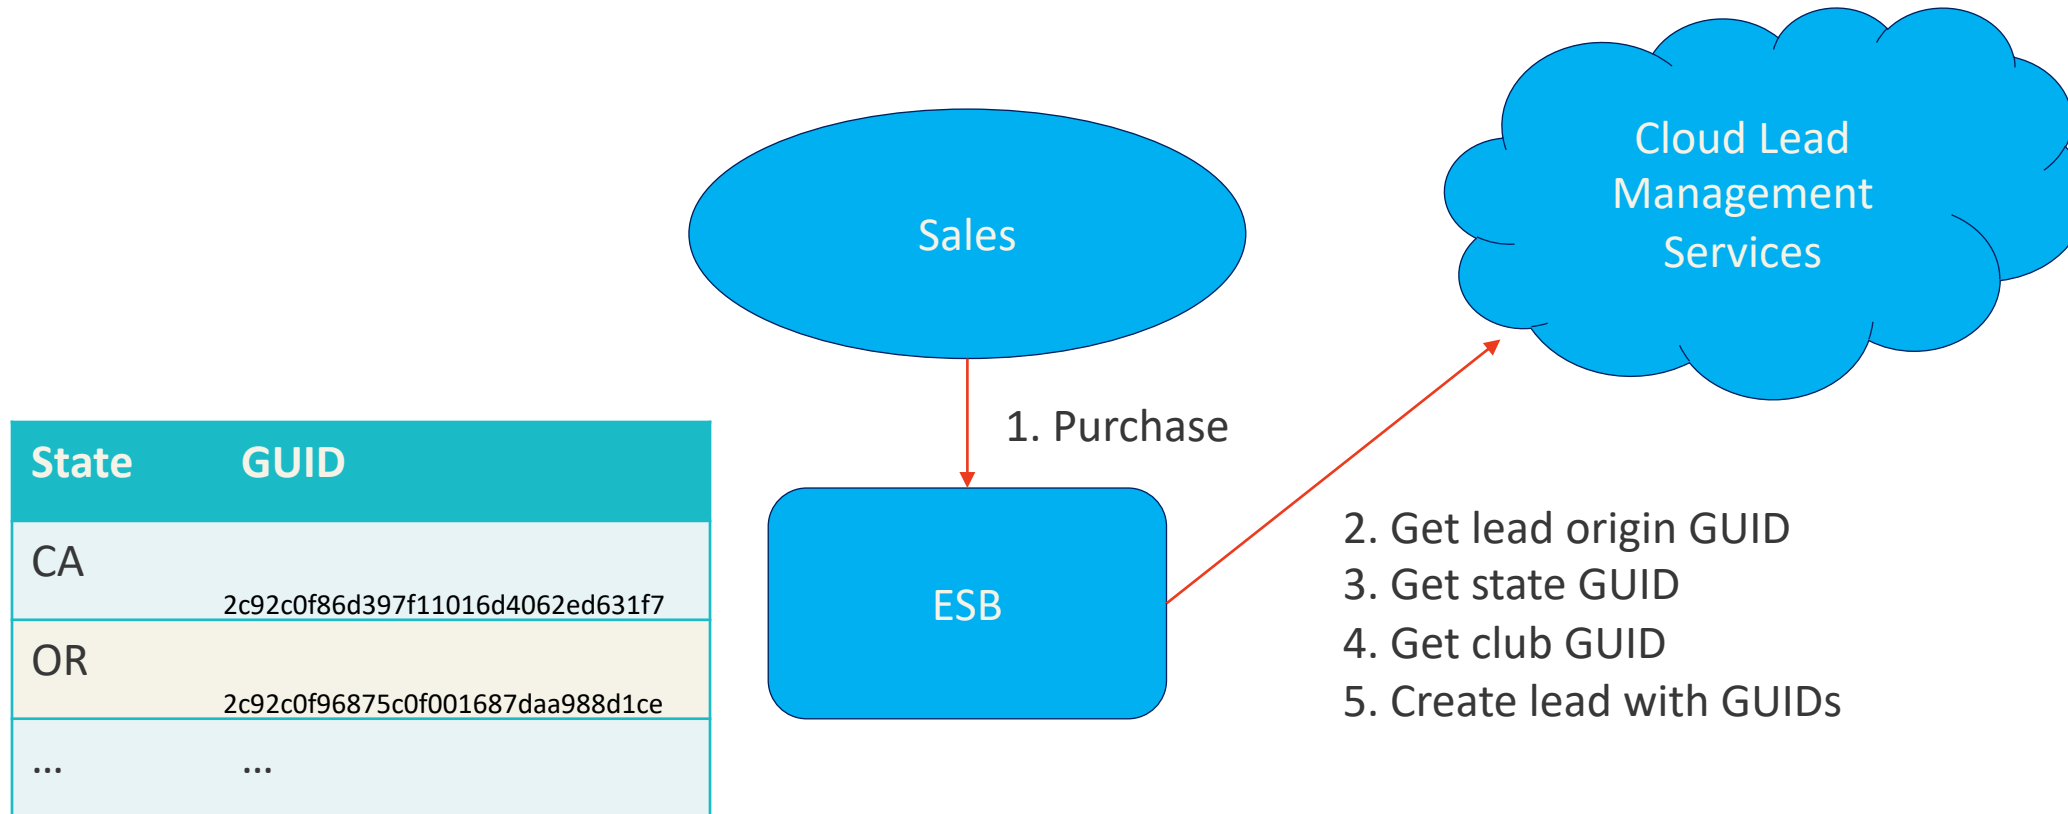 Cloud Lead
Management
Services
Sales
1. Purchase
State GUID
CA
2c92c0f86d397f11016d4062ed631f7
OR
2c92c0f96875c0f001687daa988d1ce
... ...
ESB
2. Get lead origin GUID
3. Get state GUID
4. Get club GUID
5. Create lead with GUIDs